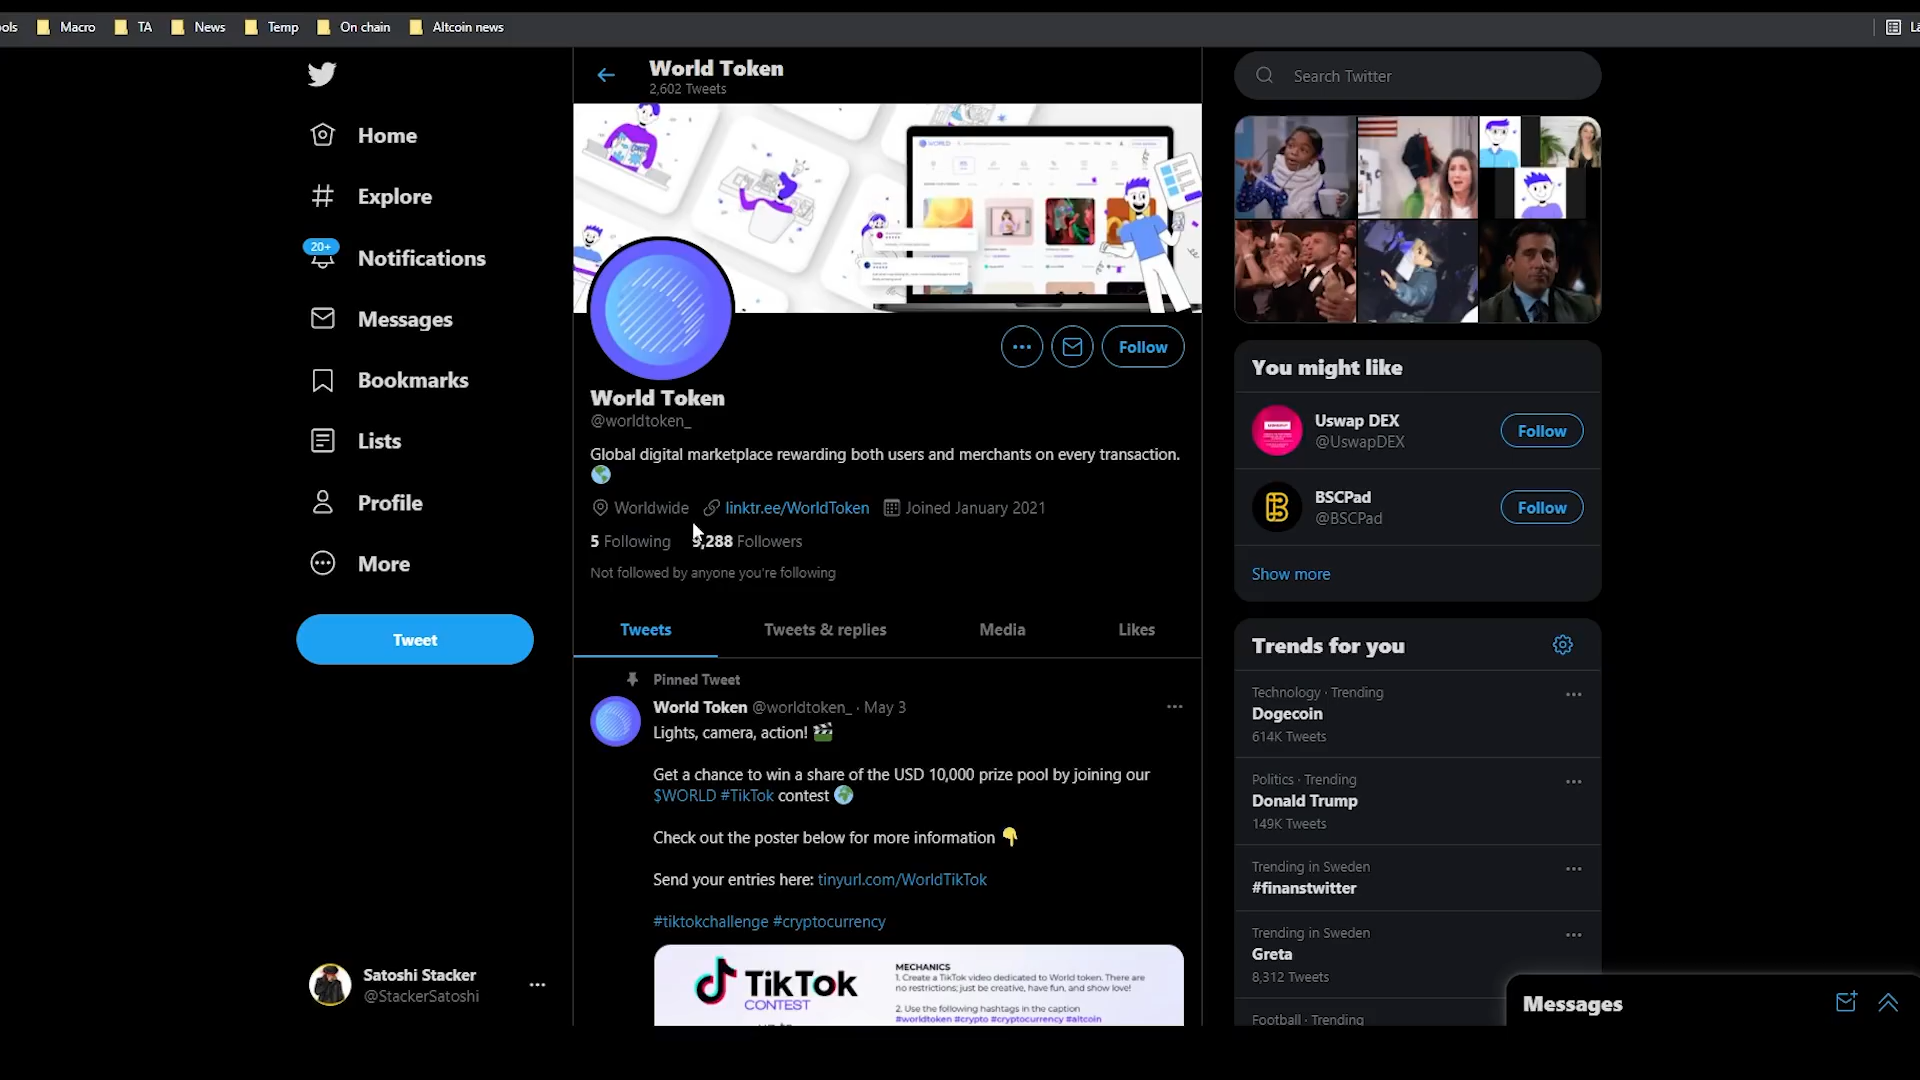 Macro
TA
News
Temp
On chain
Altcoin news
World Token
2,602 Tweets
Search Twitter
Home
Explore
20+
Notifications
Messages
Bookmarks
Lists
Profile
More
Tweet
Satoshi Stacker
@StackerSatoshi
WORLD
Follow
World Token
@worldtoken_
Global digital marketplace rewarding both users and merchants on every transaction.
Worldwide
linktr.ee/WorldToken
Joined January 2021
5 Following
9,288 Followers
Not followed by anyone you're following
Tweets
Tweets & replies
Media
Likes
Pinned Tweet
World Token @worldtoken_ · May 3
Lights, camera, action!
Get a chance to win a share of the USD 10,000 prize pool by joining our
$WORLD #TikTok contest
Check out the poster below for more information
Send your entries here: tinyurl.com/WorldTikTok
#tiktokchallenge #cryptocurrency
TikTok
CONTEST
MECHANICS
1. Create a TikTok video dedicated to World token. There are
no restrictions; just be creative, have fun, and show love!
2. Use the following hashtags in the caption
#worldtoken #crypto #cryptocurrency #altcoin
You might like
Uswap DEX
@UswapDEX
Follow
BSCPad
@BSCPad
Follow
Show more
Trends for you
Technology · Trending
Dogecoin
614K Tweets
Politics · Trending
Donald Trump
149K Tweets
Trending in Sweden
#finanstwitter
Trending in Sweden
Greta
8,312 Tweets
Football · Trending
Messages